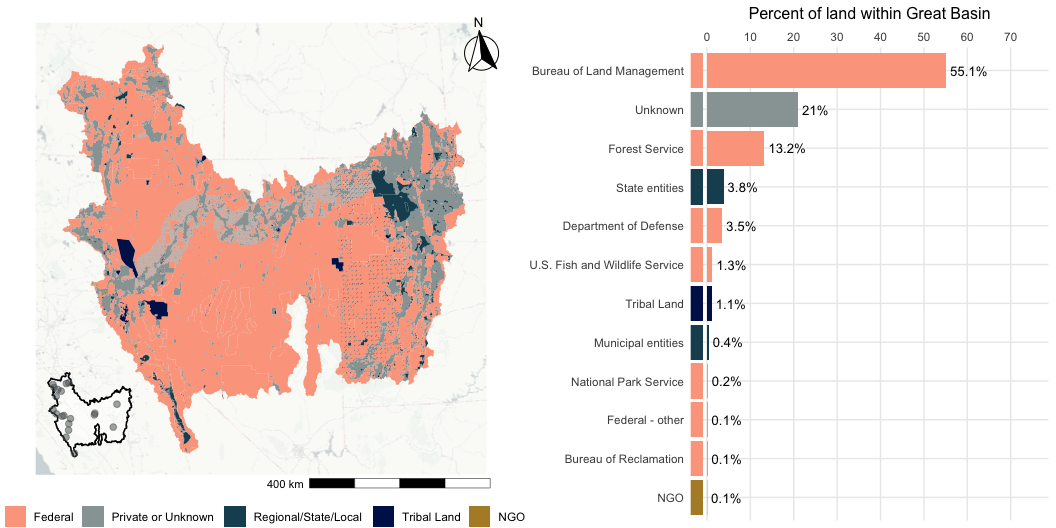 N
400 km
Federal
Private or Unknown
Regional/State/Local
Tribal Land
NGO
Percent of land within Great Basin
0 10 20 30 40 50 60 70
Bureau of Land Management 55.1%
Unknown 21%
Forest Service 13.2%
State entities 3.8%
Department of Defense 3.5%
U.S. Fish and Wildlife Service 1.3%
Tribal Land 1.1%
Municipal entities 0.4%
National Park Service 0.2%
Federal - other 0.1%
Bureau of Reclamation 0.1%
NGO 0.1%